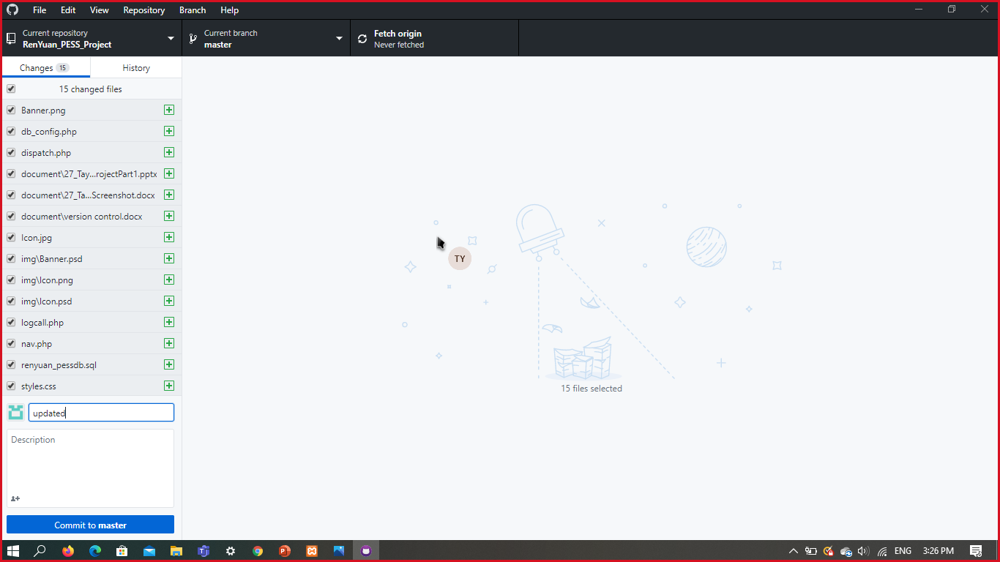 File Edit View Repository Branch Help
Current repository
RenYuan_PESS_Project
Current branch
master
Fetch origin
Never fetched
Changes 15
History
15 changed files
Banner.png
db_config.php
dispatch.php
document\27_Tay...rojectPart1.pptx
document\27_Ta...Screenshot.docx
document\version control.docx
Icon.jpg
img\Banner.psd
img\Icon.png
img\Icon.psd
logcall.php
nav.php
renyuan_pessdb.sql
styles.css
updated
Description
Commit to master
TY
15 files selected
ENG 3:26 PM